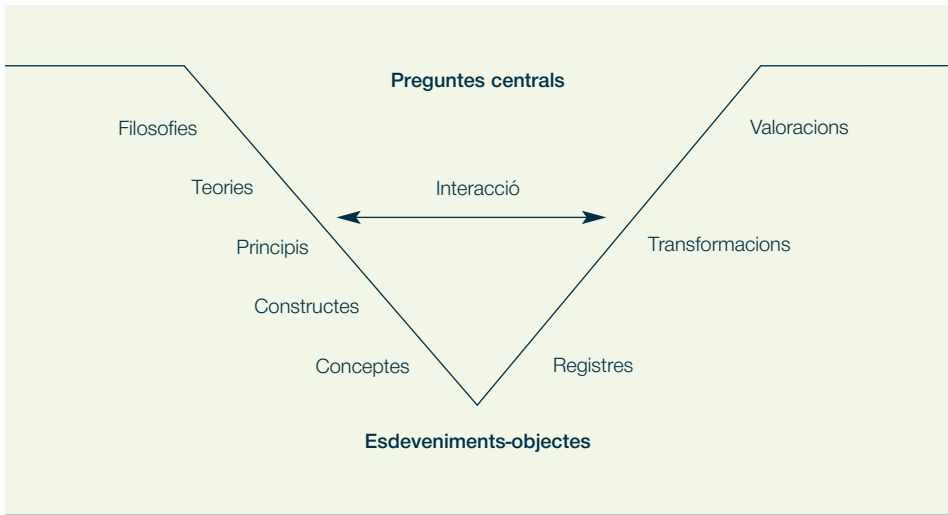 Preguntes centrals
Filosofies
Valoracions
Teories
Interacció
Principis
Transformacions
Constructes
Conceptes
Registres
Esdeveniments-objectes